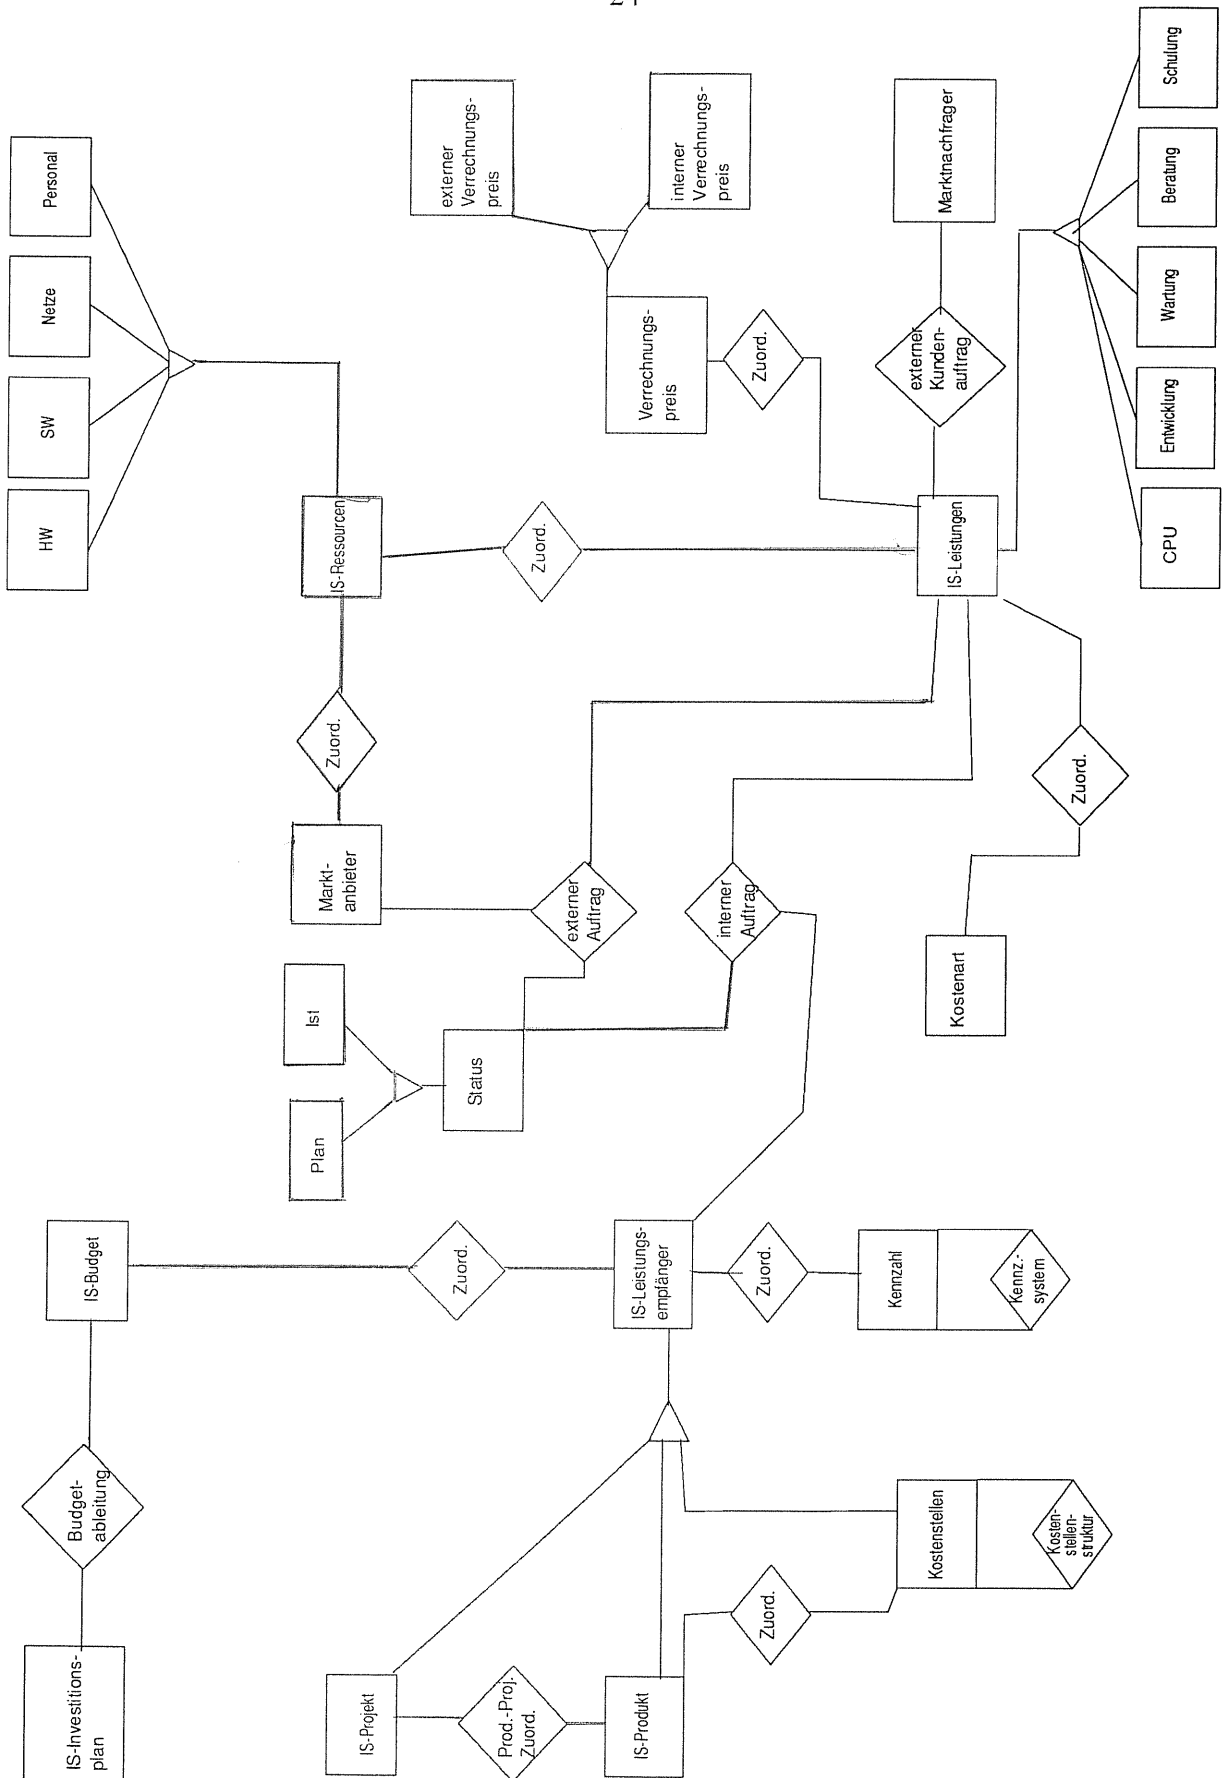 IS-Investitions-
plan
Budget-
ableitung
IS-Budget
HW
SW
Netze
Personal
IS-Projekt
Plan
Ist
Markt-
anbieter
Zuord.
IS-Ressourcen
Prod.-Proj.
Zuord.
Zuord.
Status
Zuord.
externer
Verrechnungs-
preis
IS-Produkt
IS-Leistungs-
empfänger
externer
Auftrag
Verrechnungs-
preis
interner
Verrechnungs-
preis
Zuord.
Zuord.
interner
Auftrag
Zuord.
Kostenstellen
Kennzahl
Kostenart
IS-Leistungen
externer
Kunden-
auftrag
Marktnachfrager
Kosten-
stellen-
struktur
Kennz.-
system
Zuord.
CPU
Entwicklung
Wartung
Beratung
Schulung